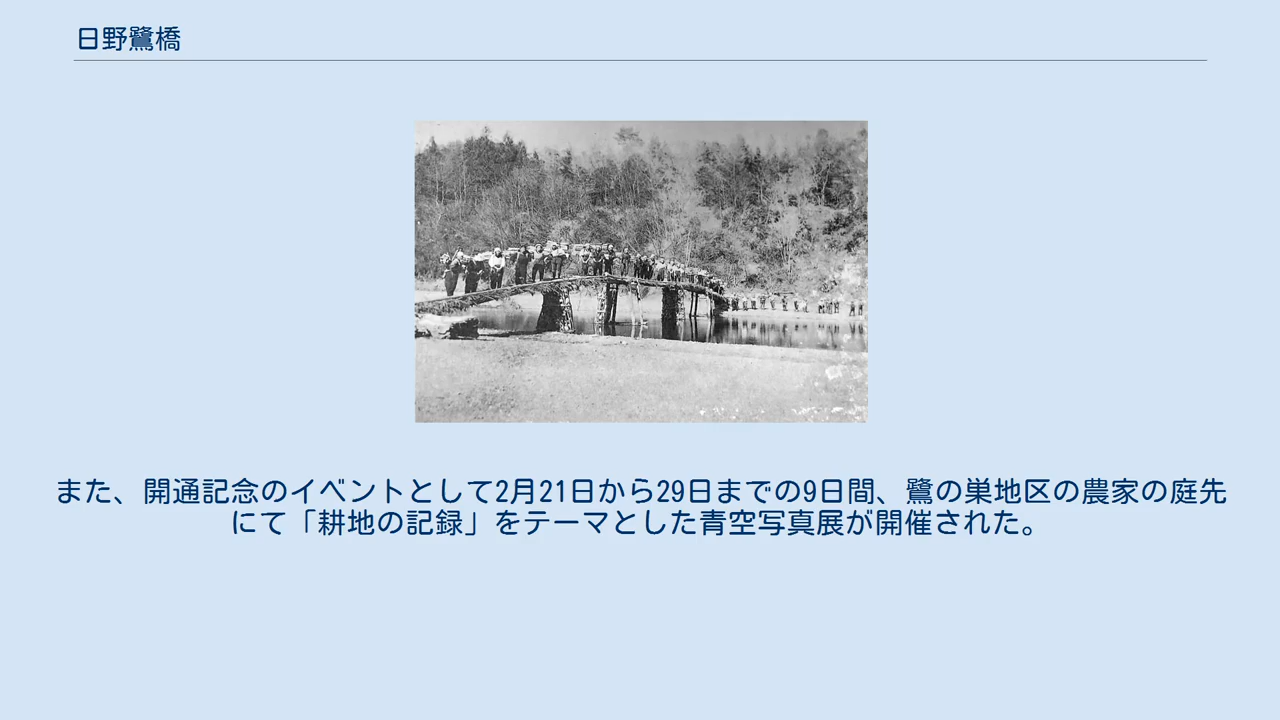 日野鷺橋
また、開通記念のイベントとして2月21日から29日までの9日間、鷺の巣地区の農家の庭先
にて「耕地の記録」をテーマとした青空写真展が開催された。